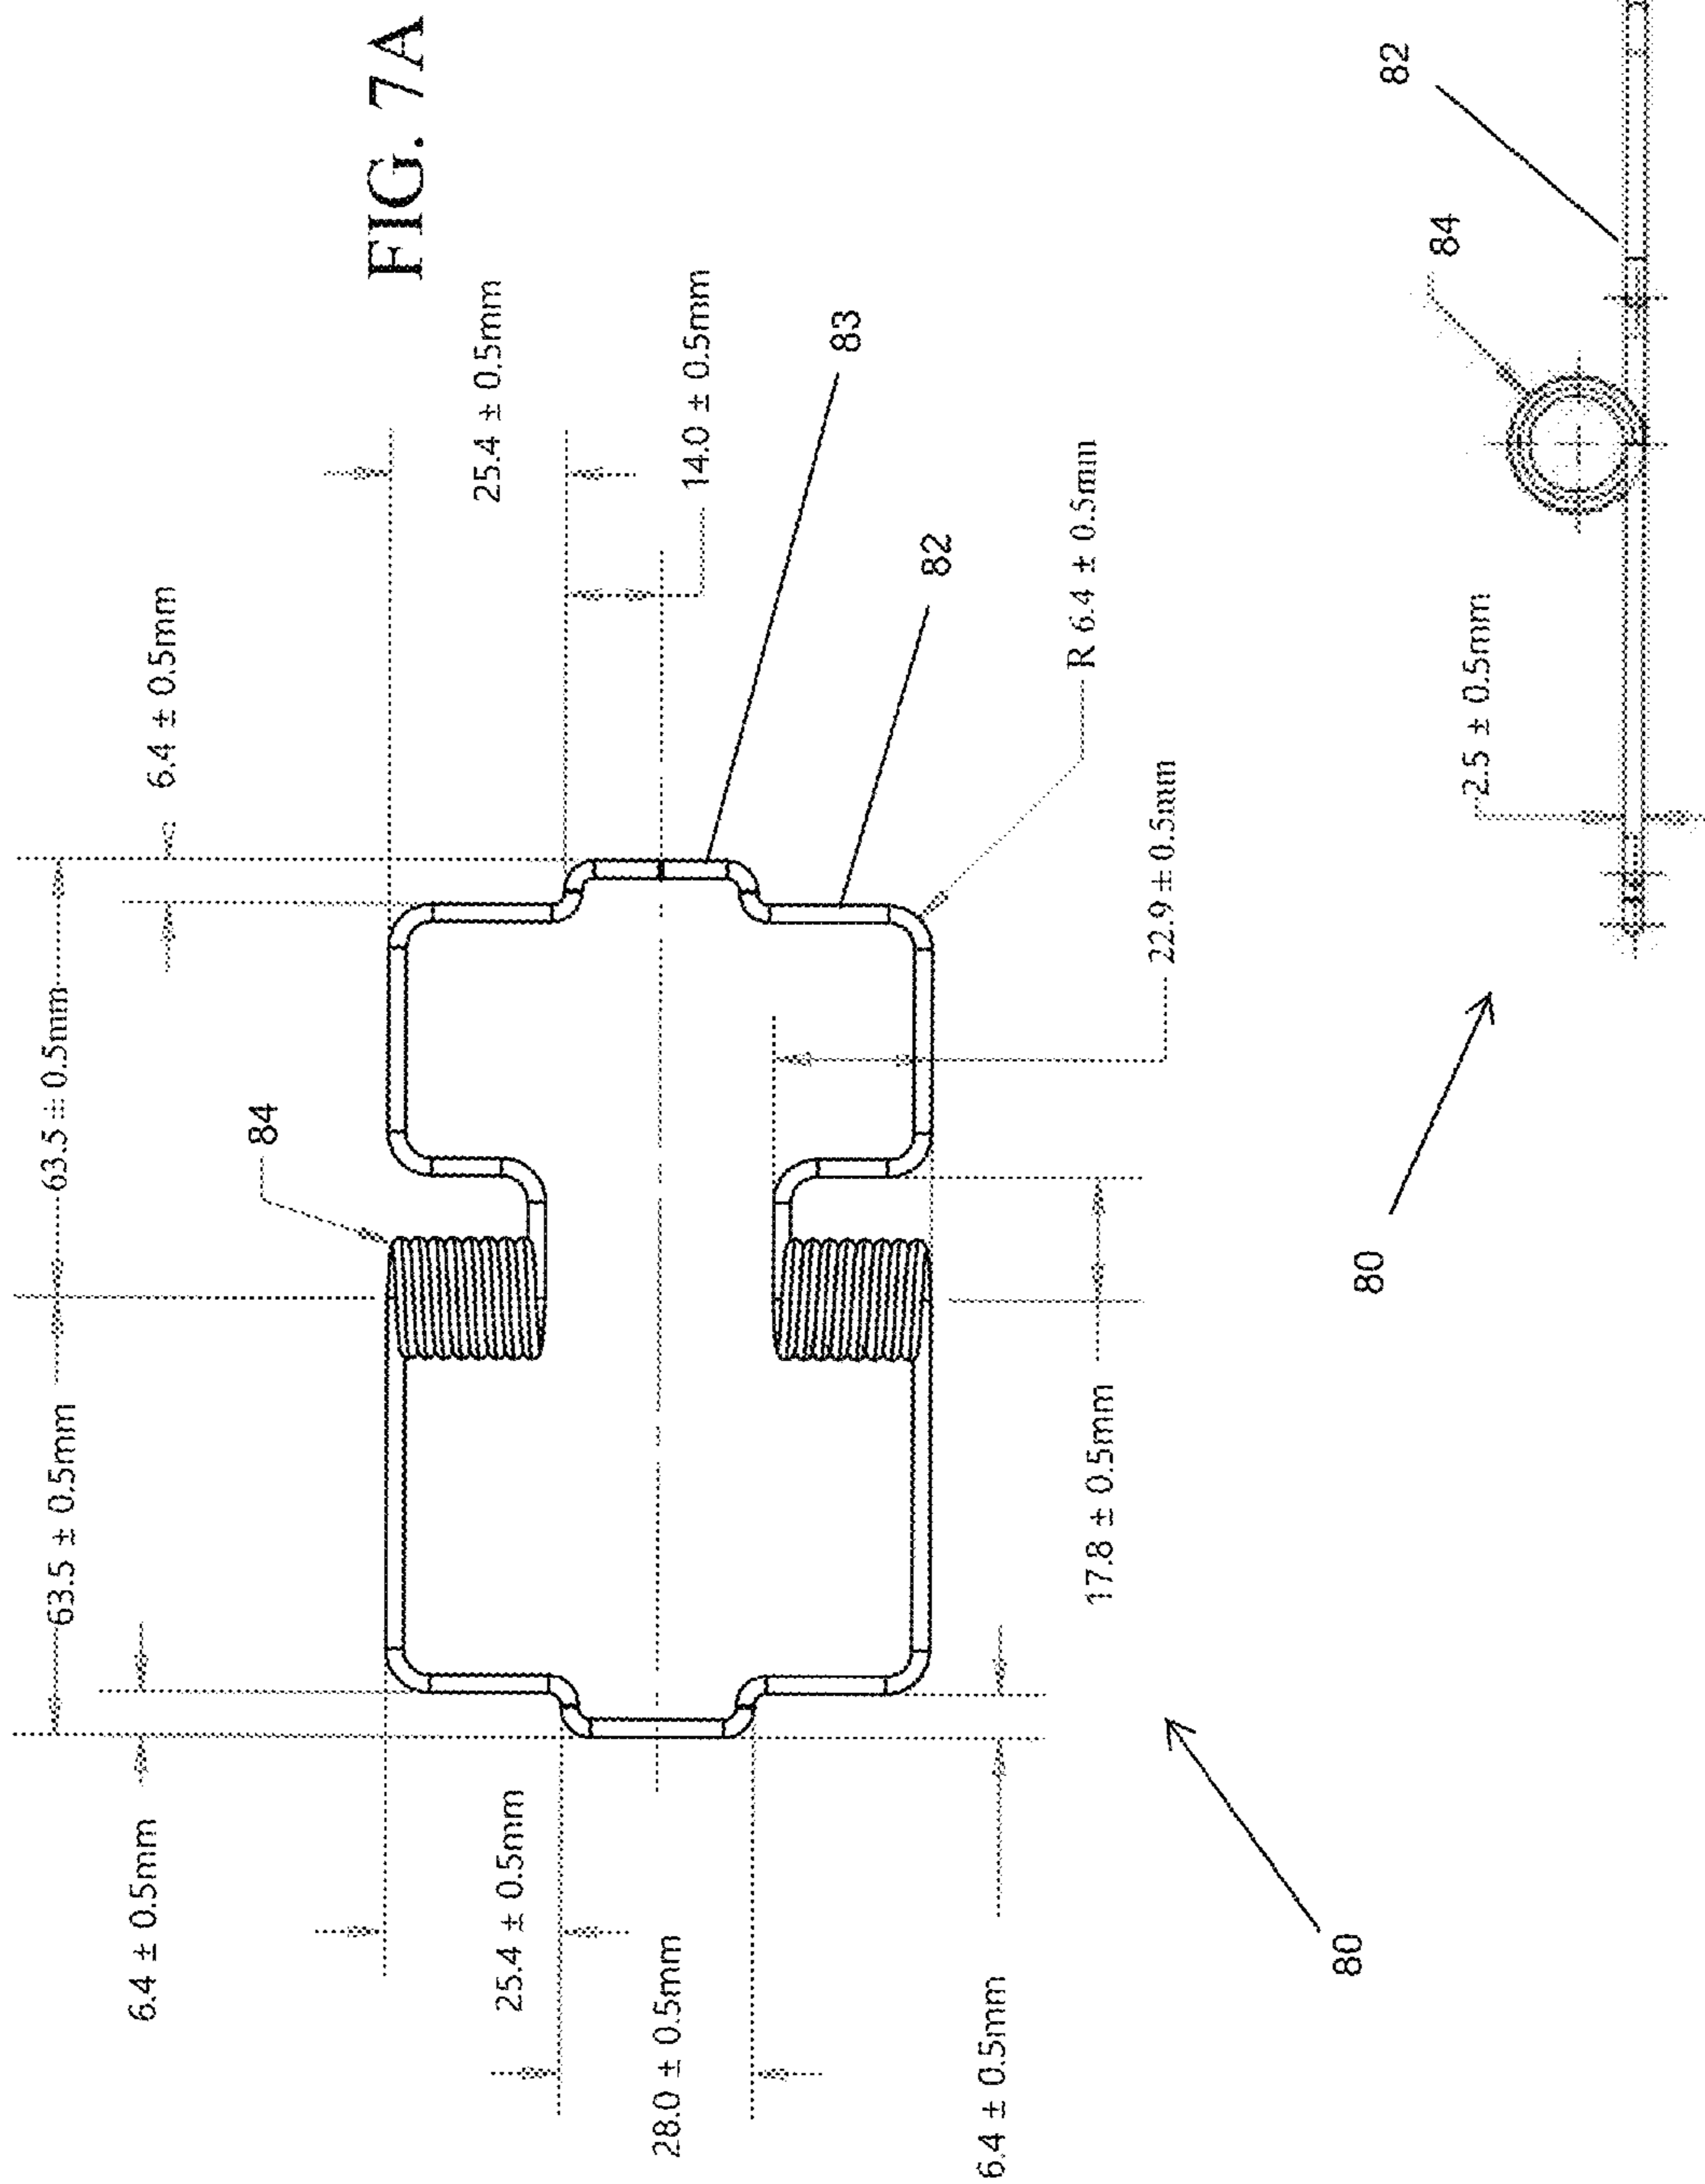 FIG. 7A
63.5 ± 0.5mm
63.5 ± 0.5mm
6.4 ± 0.5mm
6.4 ± 0.5mm
84
25.4 ± 0.5mm
14.0 ± 0.5mm
83
82
R 6.4 ± 0.5mm
22.9 ± 0.5mm
17.8 ± 0.5mm
25.4 ± 0.5mm
28.0 ± 0.5mm
6.4 ± 0.5mm
80
80
2.5 ± 0.5mm
84
82